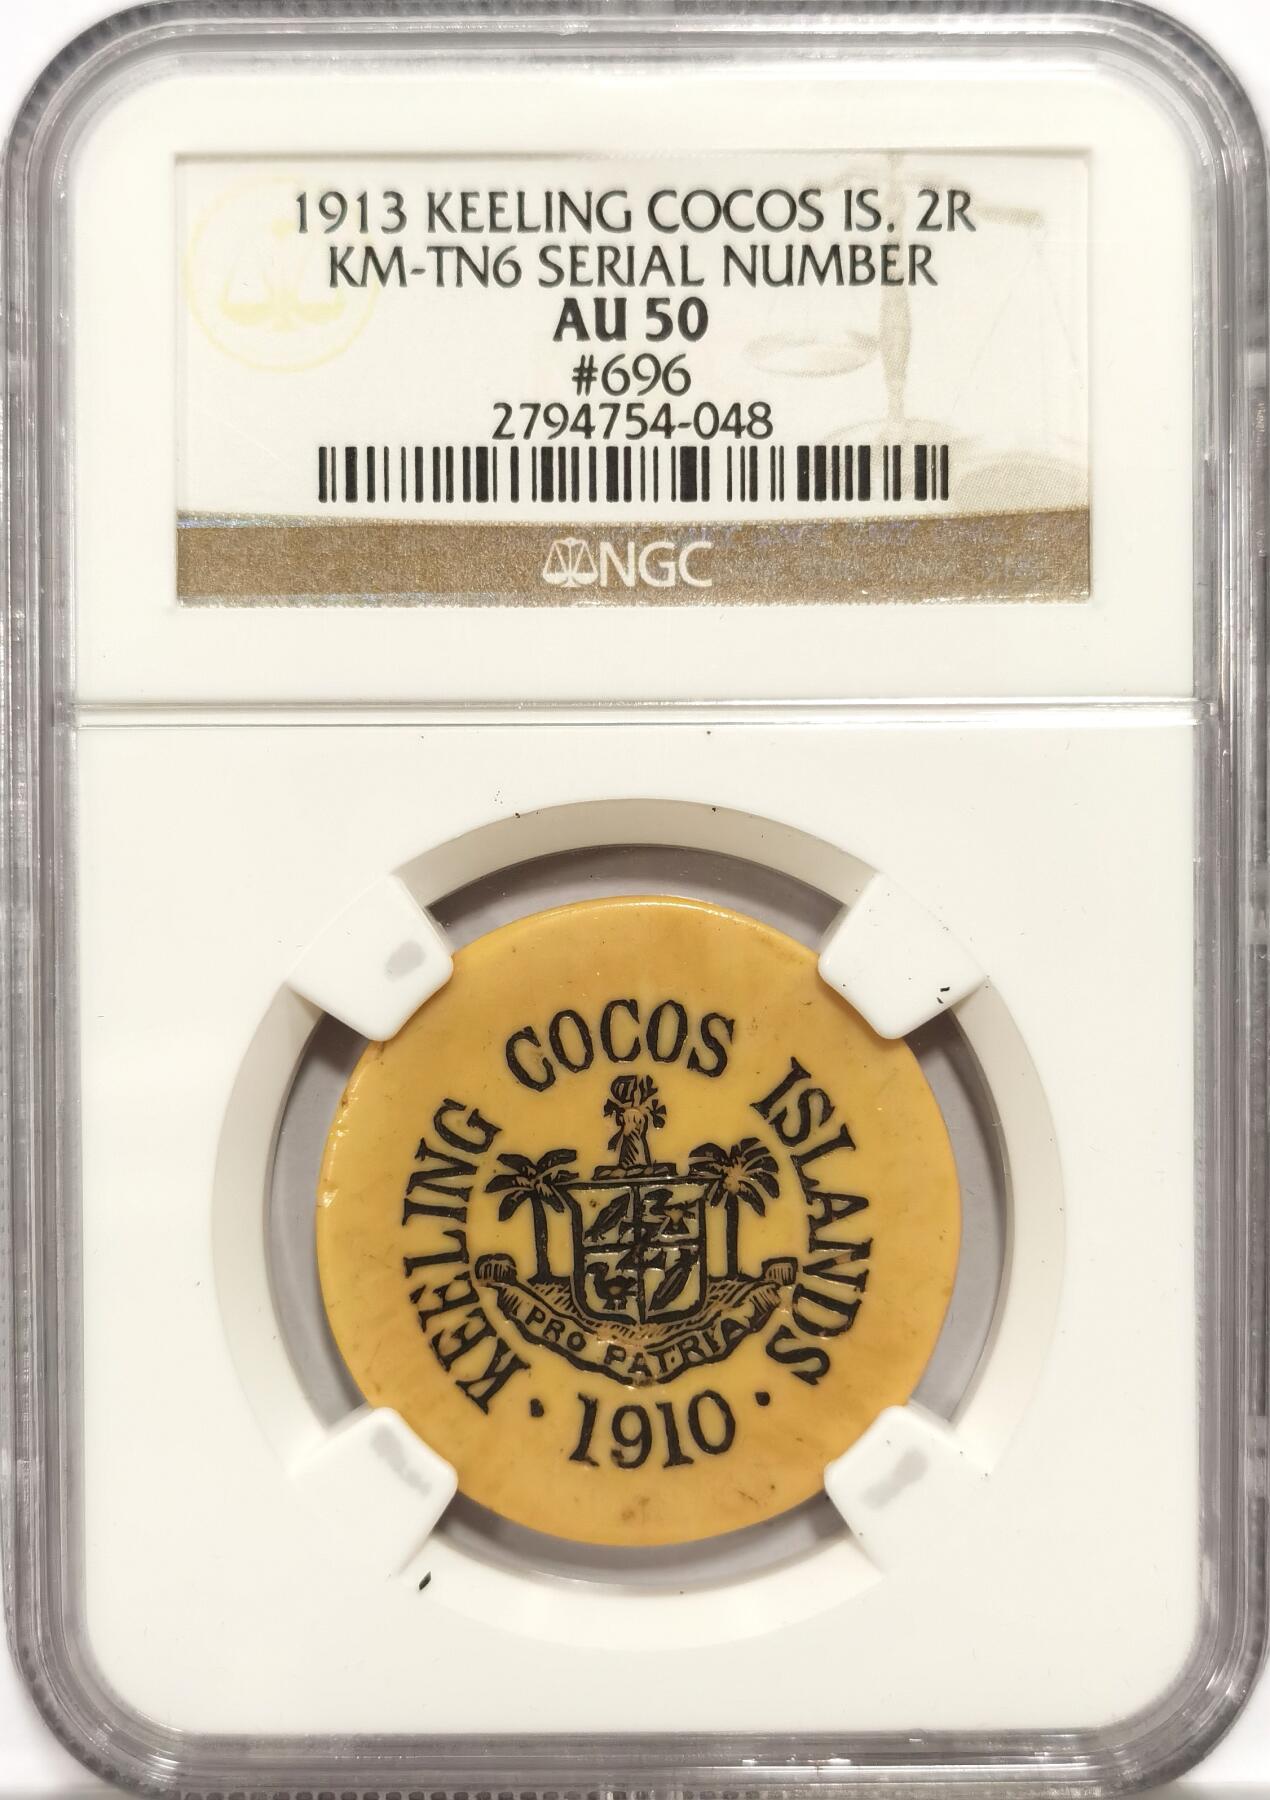 1913 KEELING COCOS IS. 2R
KM-TN6 SERIAL NUMBER
AU 50
#696
2794754-048
NGC
KEELING COCOS ISLANDS
PRO PATRIA
· 1910 ·